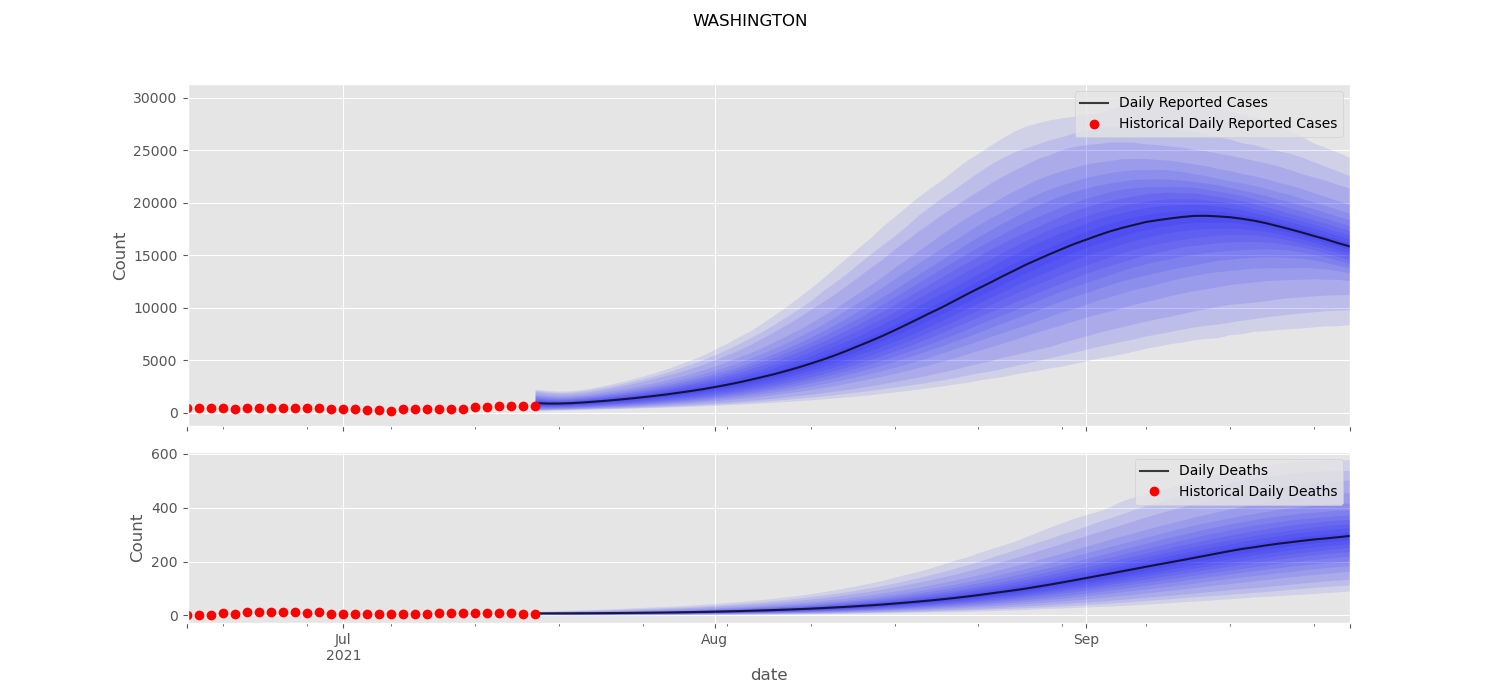 WASHINGTON
30000
25000
20000
15000
10000
5000
0
Count
Daily Reported Cases
Historical Daily Reported Cases
600
400
200
0
Count
Daily Deaths
Historical Daily Deaths
Jul
2021
Aug
Sep
date